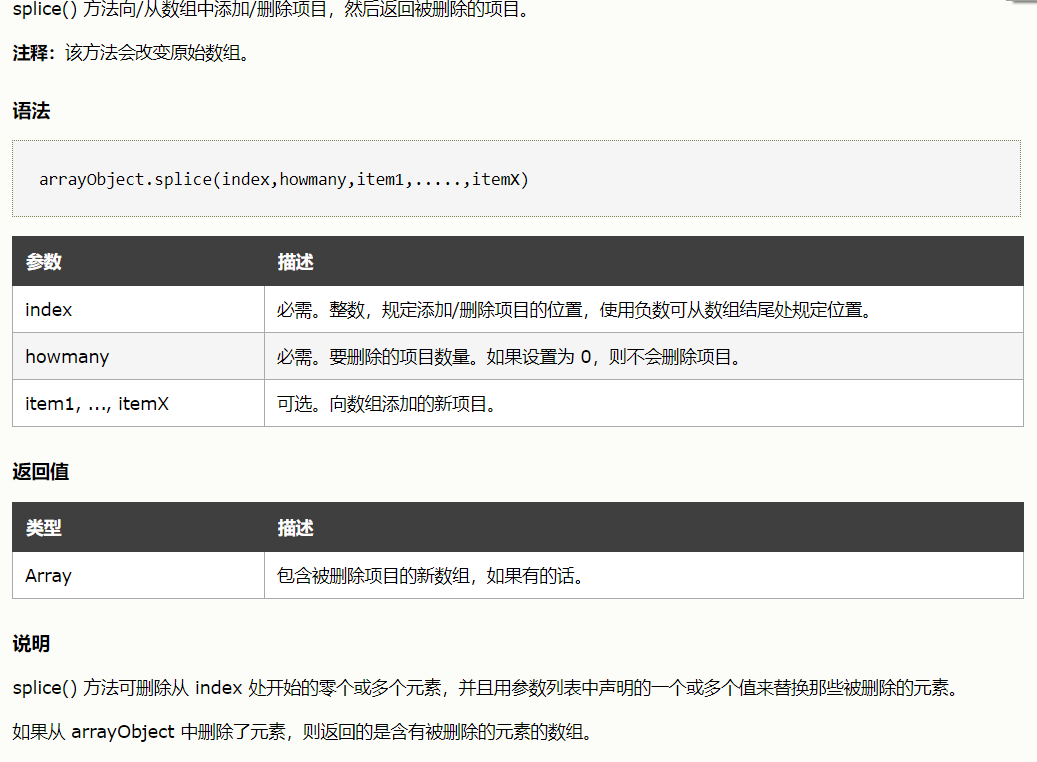 splice() 方法向/从数组中添加/删除项目，然后返回被删除的项目。
注释：该方法会改变原始数组。
语法
arrayObject.splice(index,howmany,item1,.....,itemX)
参数 描述
index 必需。整数，规定添加/删除项目的位置，使用负数可从数组结尾处规定位置。
howmany 必需。要删除的项目数量。如果设置为 0，则不会删除项目。
item1, ..., itemX 可选。向数组添加的新项目。
返回值
类型 描述
Array 包含被删除项目的新数组，如果有的话。
说明
splice() 方法可删除从 index 处开始的零个或多个元素，并且用参数列表中声明的一个或多个值来替换那些被删除的元素。
如果从 arrayObject 中删除了元素，则返回的是含有被删除的元素的数组。